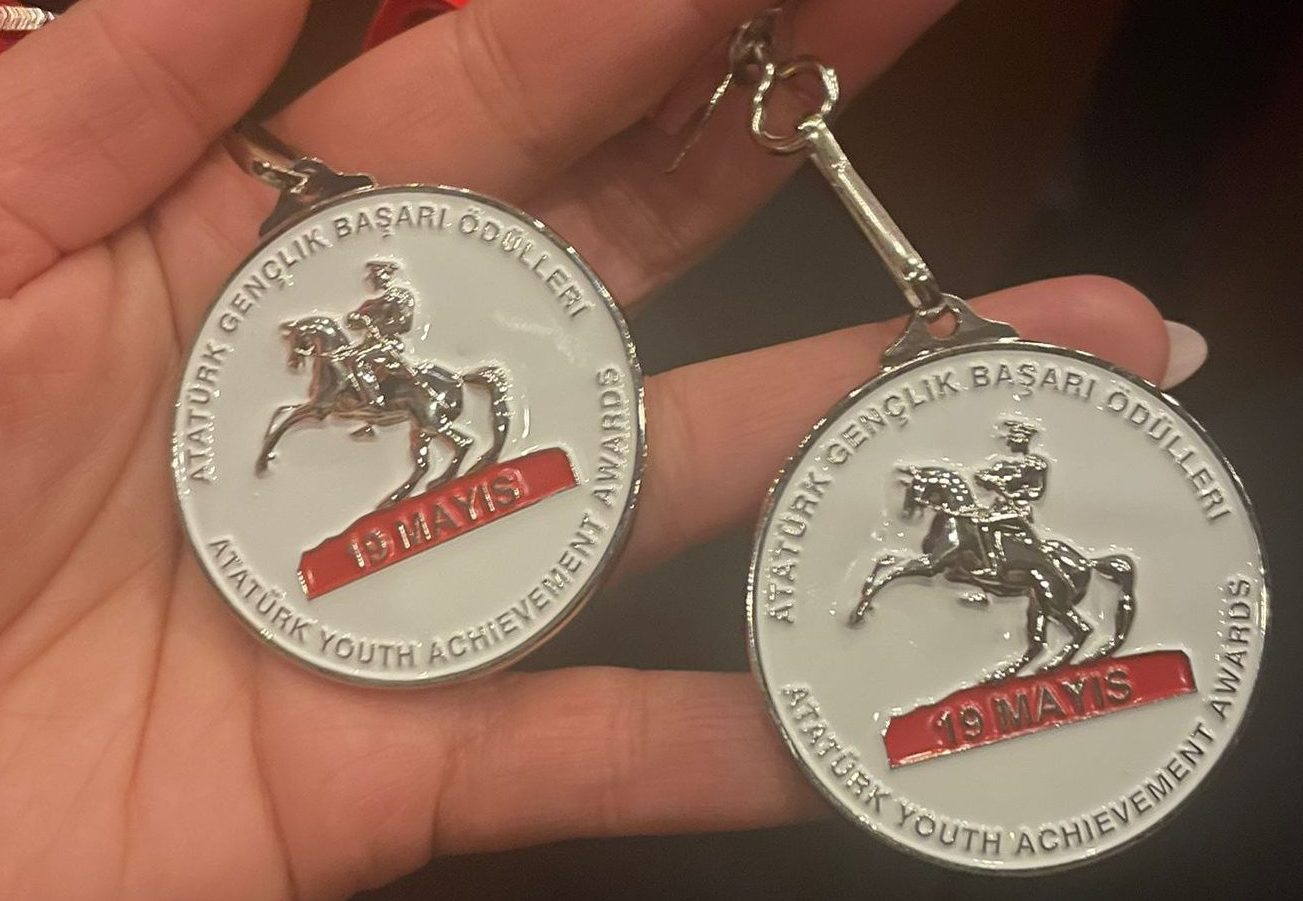 ATATÜRK GENÇLİK BAŞARI ÖDÜLLERİ
19 MAYIS
ATATÜRK YOUTH ACHIEVEMENT AWARDS
ATATÜRK GENÇLİK BAŞARI ÖDÜLLERİ
19 MAYIS
ATATÜRK YOUTH ACHIEVEMENT AWARDS